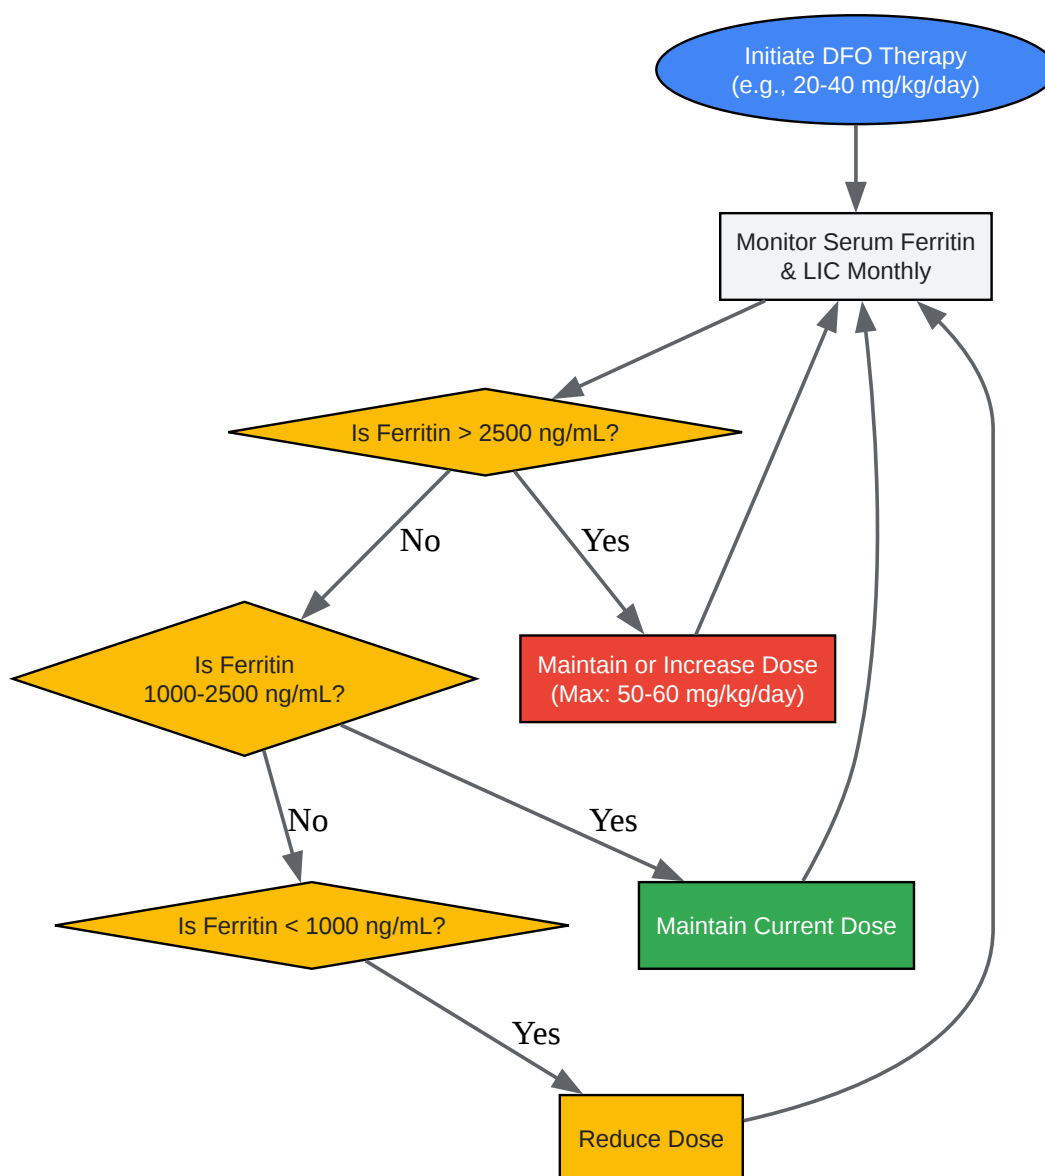 Initiate DFO Therapy
(e.g., 20-40 mg/kg/day)
Monitor Serum Ferritin
& LIC Monthly
Is Ferritin > 2500 ng/mL?
No
Yes
Is Ferritin
1000-2500 ng/mL?
Maintain or Increase Dose
(Max: 50-60 mg/kg/day)
No
Yes
Is Ferritin < 1000 ng/mL?
Maintain Current Dose
Yes
Reduce Dose